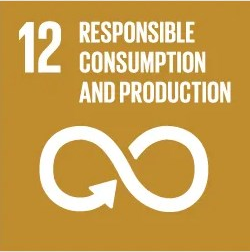 12 RESPONSIBLE
CONSUMPTION
AND PRODUCTION